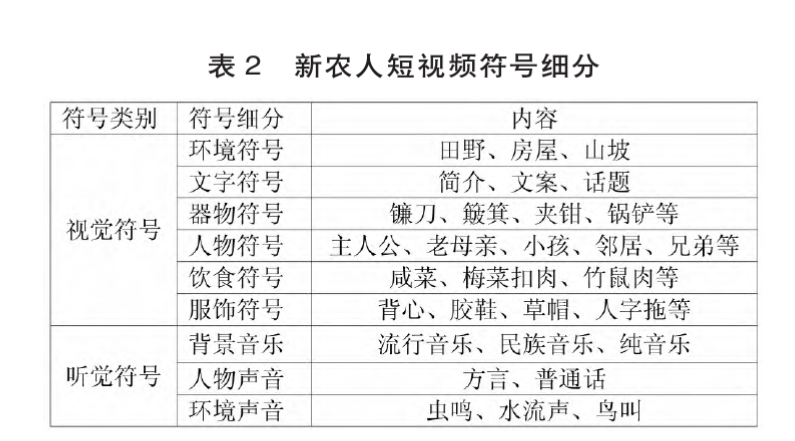 表2 新农人短视频符号细分
符号类别 符号细分 内容
环境符号 田野、房屋、山坡
文字符号 简介、文案、话题
器物符号 镰刀、簸箕、夹钳、锅铲等
视觉符号
人物符号 主人公、老母亲、小孩、邻居、兄弟等
饮食符号 咸菜、梅菜扣肉、竹鼠肉等
服饰符号 背心、胶鞋、草帽、人字拖等
背景音乐 流行音乐、民族音乐、纯音乐
听觉符号 人物声音 方言、普通话
环境声音 虫鸣、水流声、鸟叫